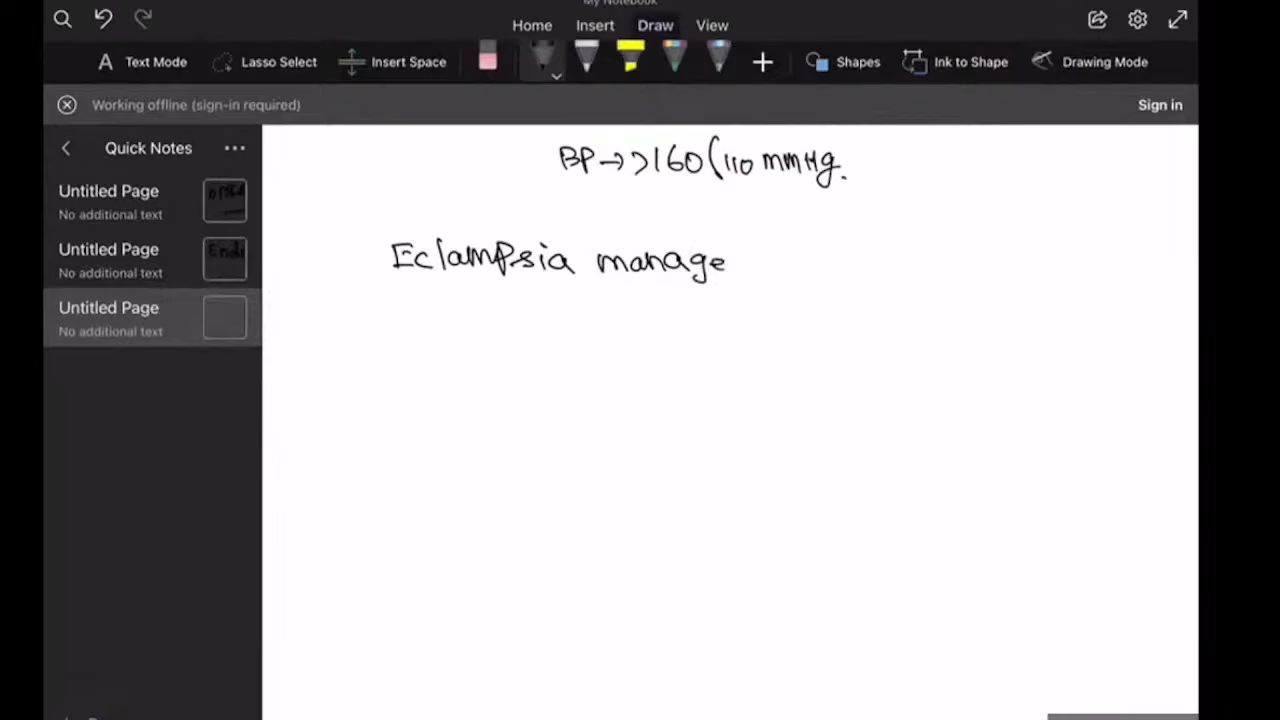 My Notebook
Home Insert Draw View
A Text Mode Lasso Select Insert Space Shapes Ink to Shape Drawing Mode
Working offline (sign-in required) Sign in
Quick Notes
Untitled Page
No additional text
Untitled Page
No additional text
Untitled Page
No additional text
BP→>160/110 mmHg.
Eclampsia manage